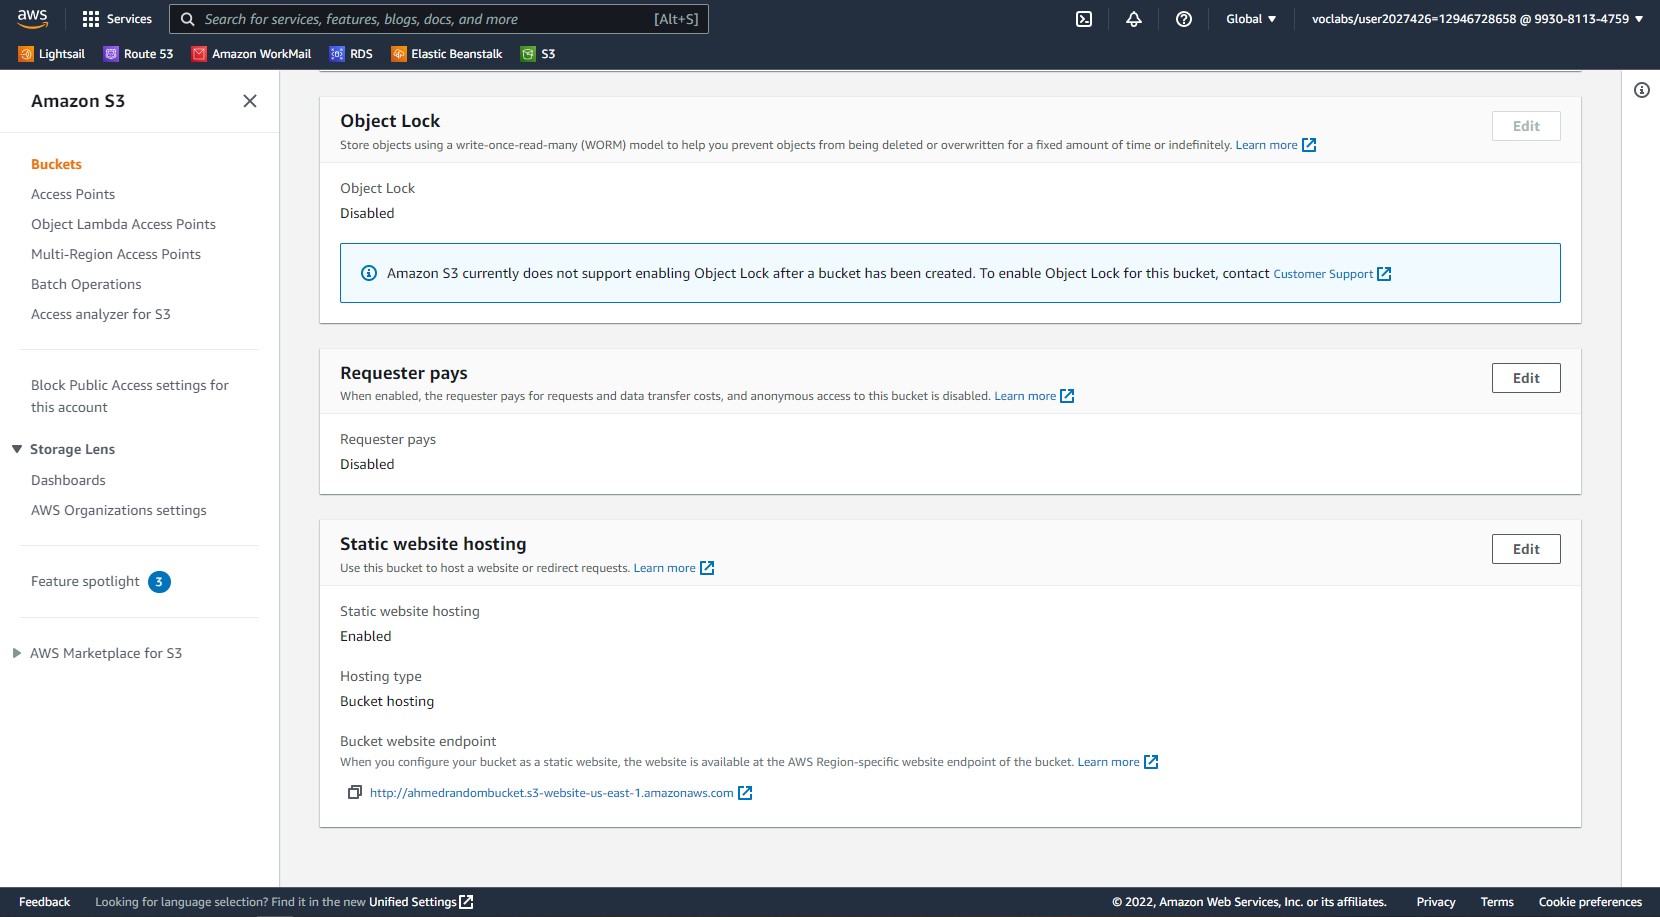 aws
Services
Search for services, features, blogs, docs, and more
[Alt+S]
Global
voclabs/user2027426=12946728658 @ 9930-8113-4759
Lightsail
Route 53
Amazon WorkMail
RDS
Elastic Beanstalk
S3
Amazon S3
Buckets
Access Points
Object Lambda Access Points
Multi-Region Access Points
Batch Operations
Access analyzer for S3
Block Public Access settings for
this account
Storage Lens
Dashboards
AWS Organizations settings
Feature spotlight 3
AWS Marketplace for S3
Object Lock
Edit
Store objects using a write-once-read-many (WORM) model to help you prevent objects from being deleted or overwritten for a fixed amount of time or indefinitely. Learn more
Object Lock
Disabled
Amazon S3 currently does not support enabling Object Lock after a bucket has been created. To enable Object Lock for this bucket, contact Customer Support
Requester pays
Edit
When enabled, the requester pays for requests and data transfer costs, and anonymous access to this bucket is disabled. Learn more
Requester pays
Disabled
Static website hosting
Edit
Use this bucket to host a website or redirect requests. Learn more
Static website hosting
Enabled
Hosting type
Bucket hosting
Bucket website endpoint
When you configure your bucket as a static website, the website is available at the AWS Region-specific website endpoint of the bucket. Learn more
http://ahmedrandombucket.s3-website-us-east-1.amazonaws.com
Feedback
Looking for language selection? Find it in the new Unified Settings
© 2022, Amazon Web Services, Inc. or its affiliates.
Privacy
Terms
Cookie preferences